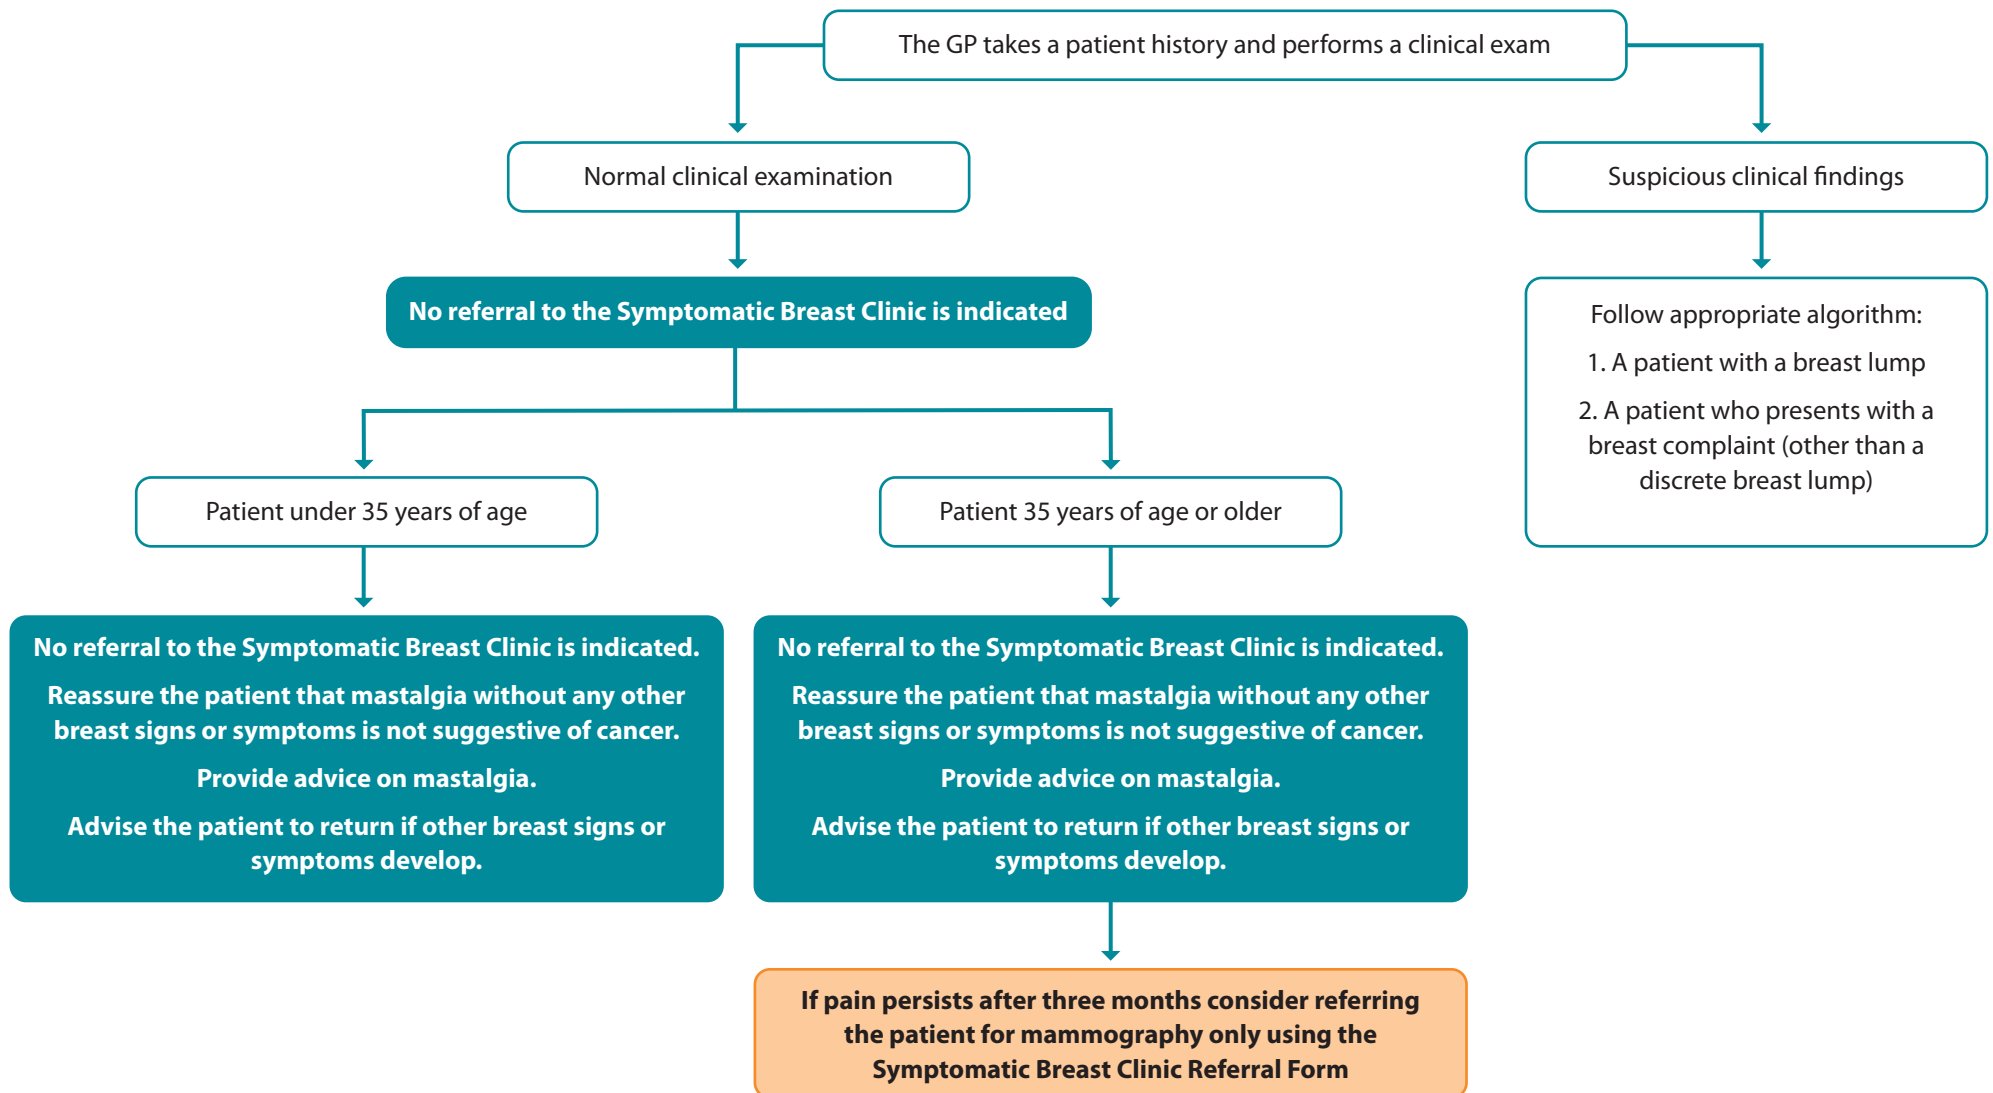 The GP takes a patient history and performs a clinical exam
Normal clinical examination
Suspicious clinical findings
No referral to the Symptomatic Breast Clinic is indicated
Follow appropriate algorithm:
1. A patient with a breast lump
2. A patient who presents with a
breast complaint (other than a
discrete breast lump)
Patient under 35 years of age
Patient 35 years of age or older
No referral to the Symptomatic Breast Clinic is indicated.
Reassure the patient that mastalgia without any other
breast signs or symptoms is not suggestive of cancer.
Provide advice on mastalgia.
Advise the patient to return if other breast signs or
symptoms develop.
No referral to the Symptomatic Breast Clinic is indicated.
Reassure the patient that mastalgia without any other
breast signs or symptoms is not suggestive of cancer.
Provide advice on mastalgia.
Advise the patient to return if other breast signs or
symptoms develop.
If pain persists after three months consider referring
the patient for mammography only using the
Symptomatic Breast Clinic Referral Form